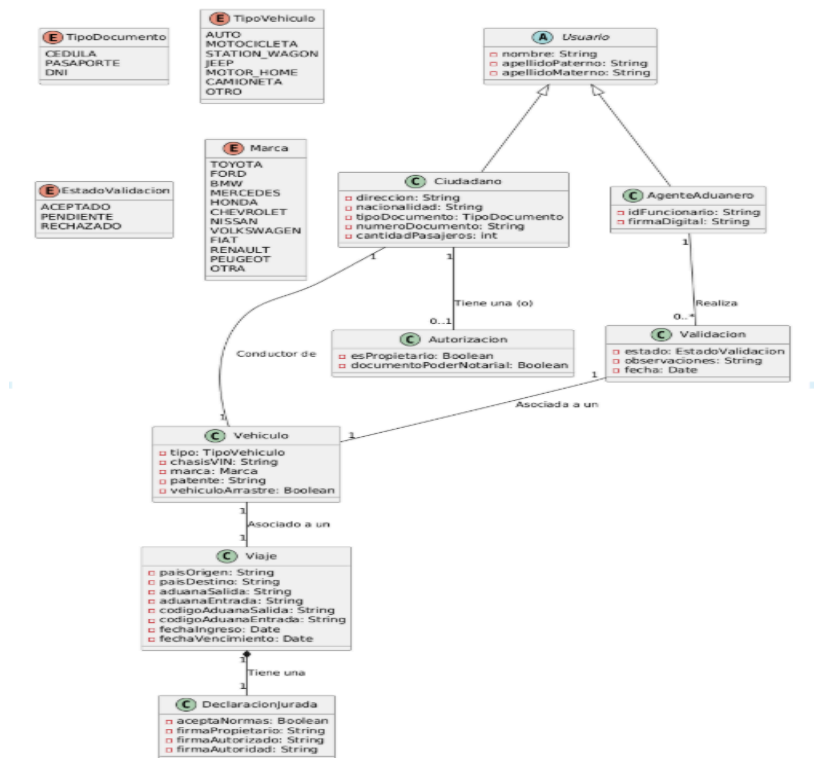 E TipoDocumento
CEDULA
PASAPORTE
DNI
E TipoVehiculo
AUTO
MOTOCICLETA
STATION_WAGON
JEEP
MOTOR_HOME
CAMIONETA
OTRO
A Usuario
nombre: String
apellidoPaterno: String
apellidoMaterno: String
E EstadoValidacion
ACEPTADO
PENDIENTE
RECHAZADO
E Marca
TOYOTA
FORD
BMW
MERCEDES
HONDA
CHEVROLET
NISSAN
VOLKSWAGEN
FIAT
RENAULT
PEUGEOT
OTRA
C Ciudadano
direccion: String
nacionalidad: String
tipoDocumento: TipoDocumento
numeroDocumento: String
cantidadPasajeros: int
C AgenteAduanero
idFuncionario: String
firmaDigital: String
1
1
1
Tiene una (o)
Realiza
0..1
0..*
Conductor de
C Autorizacion
esPropietario: Boolean
documentoPoderNotarial: Boolean
C Validacion
estado: EstadoValidacion
observaciones: String
fecha: Date
1
Asociada a un
1
1
C Vehiculo
tipo: TipoVehiculo
chasisVIN: String
marca: Marca
patente: String
vehiculoArrastre: Boolean
1
Asociado a un
1
C Viaje
paisOrigen: String
paisDestino: String
aduanaSalida: String
aduanaEntrada: String
codigoAduanaSalida: String
codigoAduanaEntrada: String
fechaIngreso: Date
fechaVencimiento: Date
1
Tiene una
1
C DeclaracionJurada
aceptaNormas: Boolean
firmaPropietario: String
firmaAutorizado: String
firmaAutoridad: String